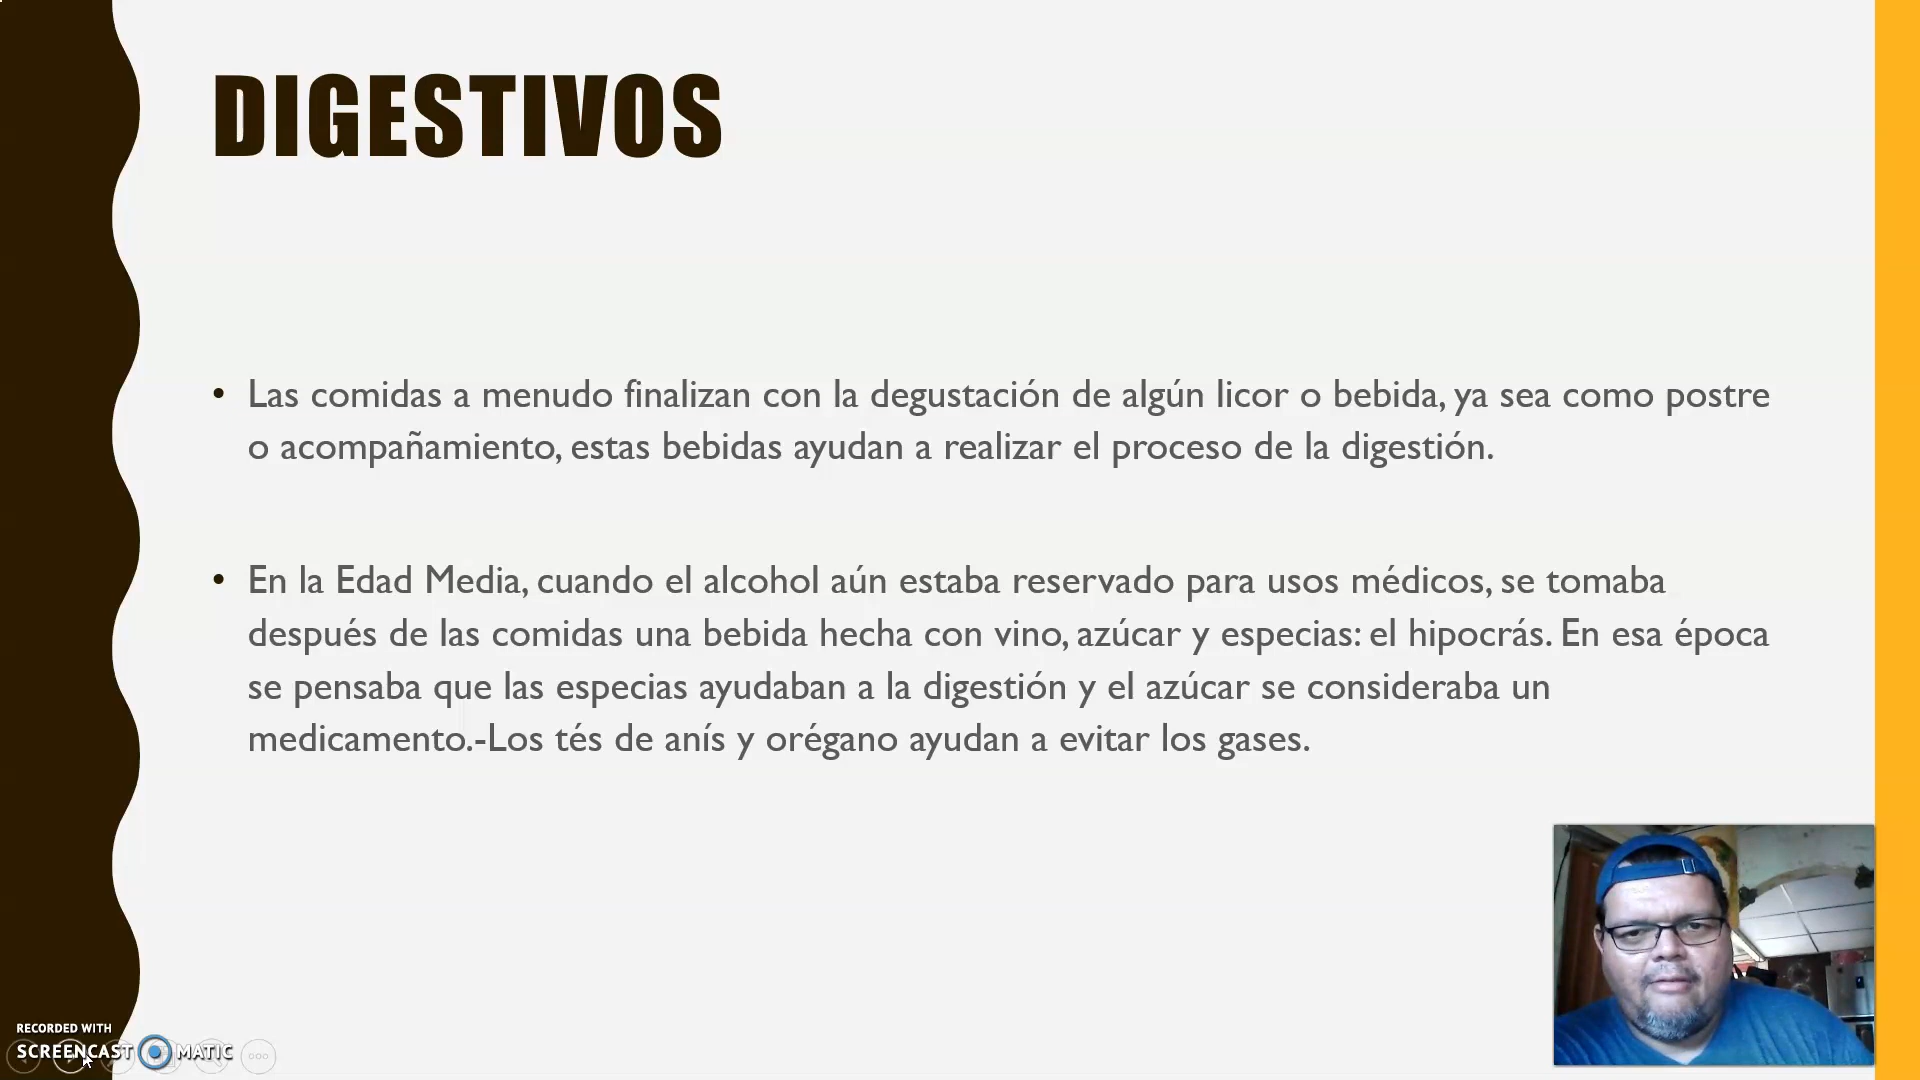 DIGESTIVOS
• Las comidas a menudo finalizan con la degustación de algún licor o bebida, ya sea como postre
o acompañamiento, estas bebidas ayudan a realizar el proceso de la digestión.
• En la Edad Media, cuando el alcohol aún estaba reservado para usos médicos, se tomaba
después de las comidas una bebida hecha con vino, azúcar y especias: el hipocrás. En esa época
se pensaba que las especias ayudaban a la digestión y el azúcar se consideraba un
medicamento.-Los tés de anís y orégano ayudan a evitar los gases.
RECORDED WITH
SCREENCAST MATIC